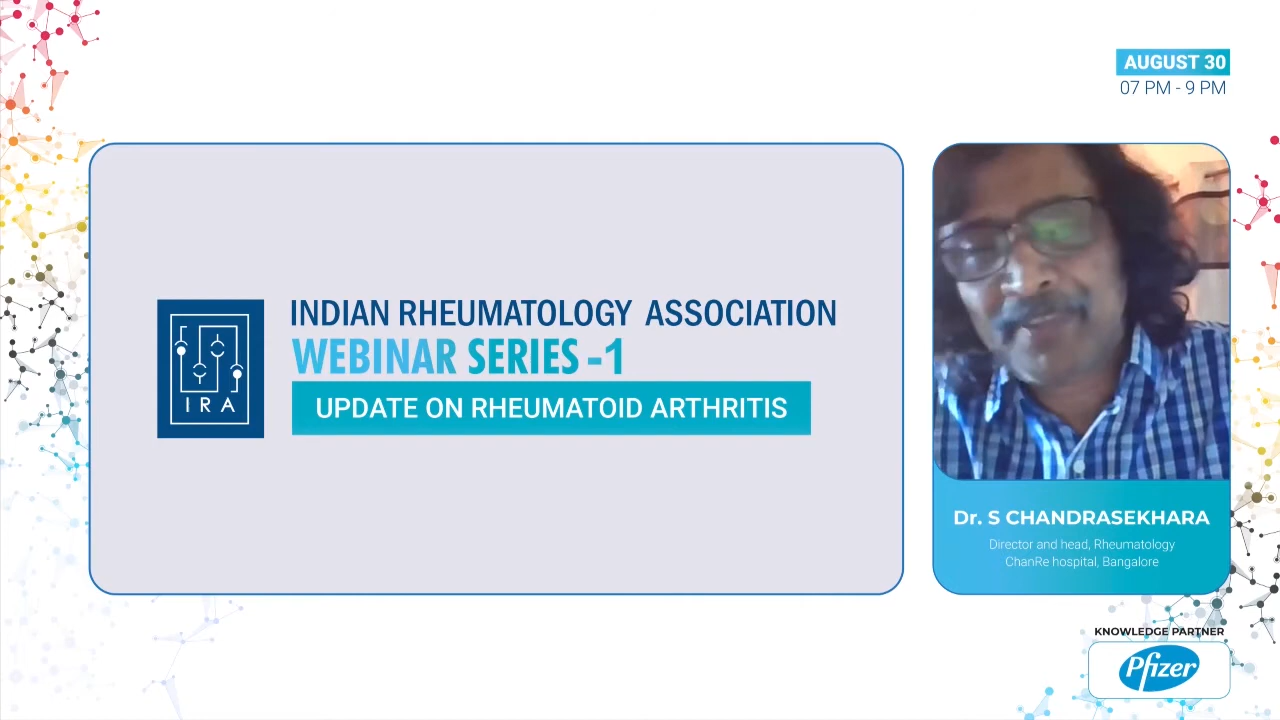 AUGUST 30
07 PM - 9 PM
INDIAN RHEUMATOLOGY ASSOCIATION
WEBINAR SERIES -1
UPDATE ON RHEUMATOID ARTHRITIS
IRA
Dr. S CHANDRASEKHARA
Director and head, Rheumatology
ChanRe hospital, Bangalore
KNOWLEDGE PARTNER
Pfizer